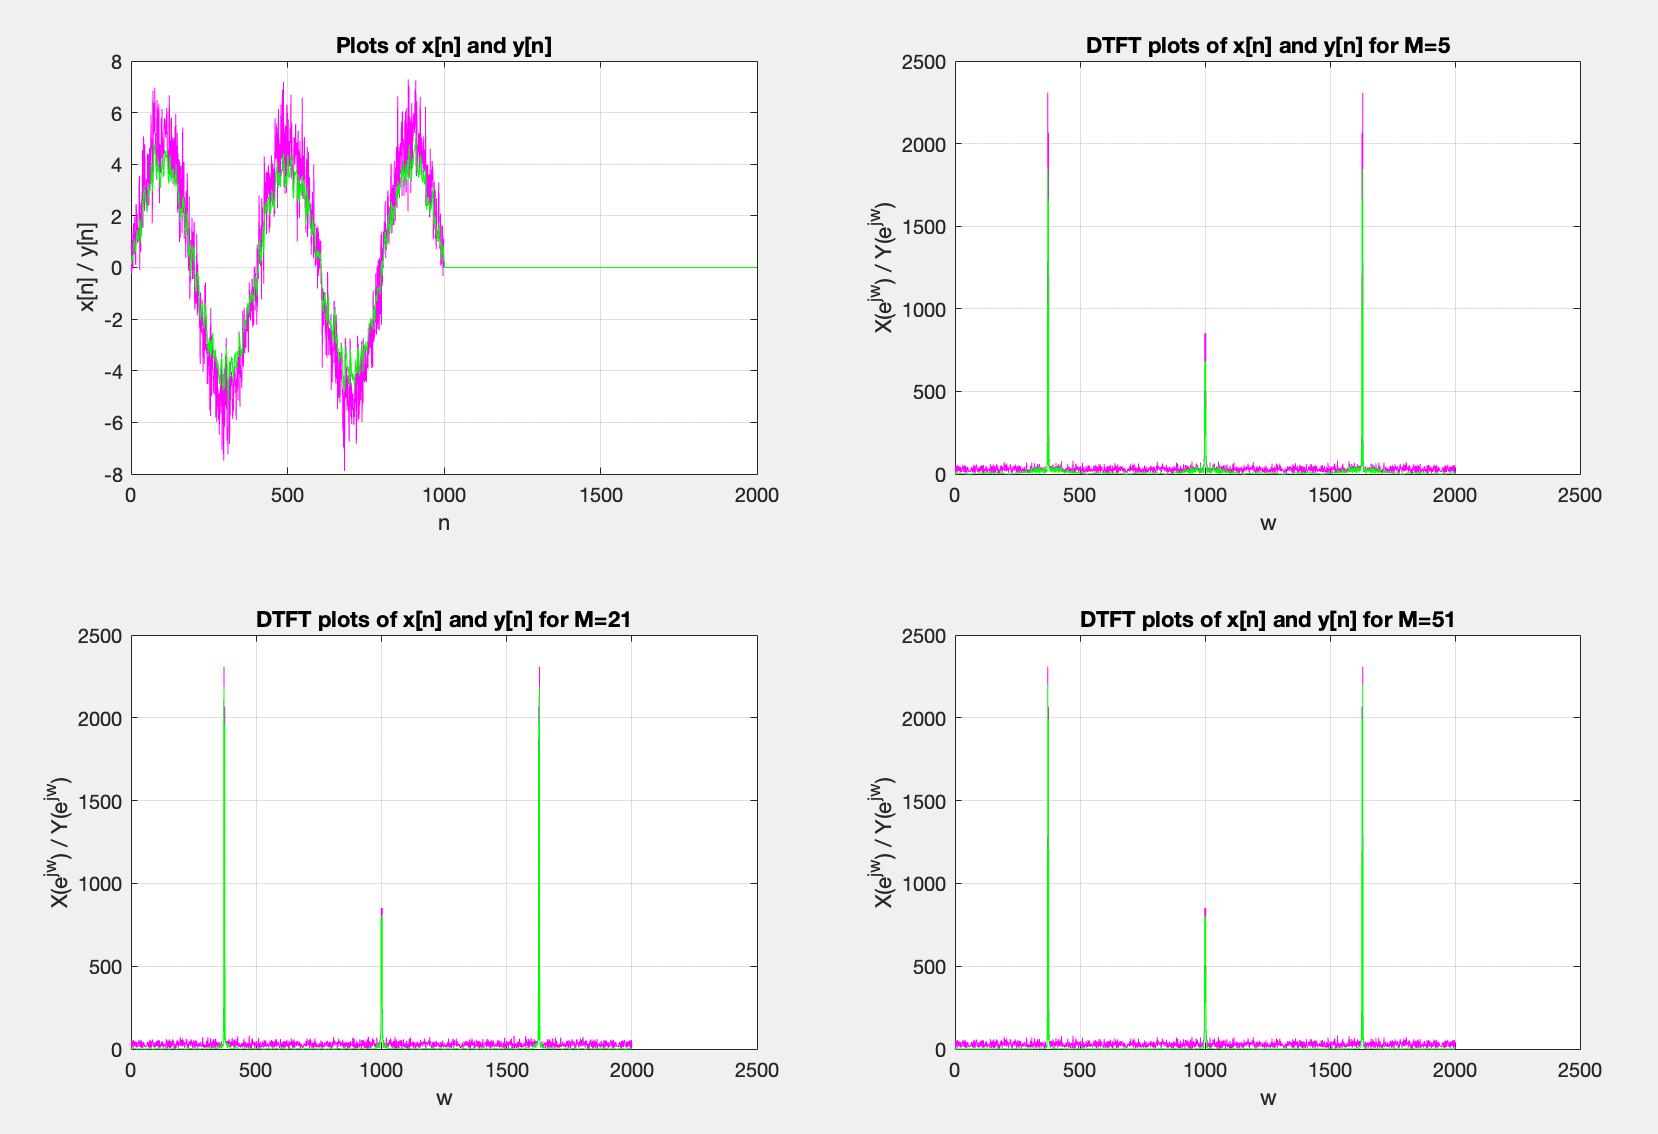 Plots of x[n] and y[n]
8
6
4
2
0
-2
-4
-6
-8
x[n] / y[n]
0 500 1000 1500 2000
n
DTFT plots of x[n] and y[n] for M=5
2500
2000
1500
1000
500
0
X(e^jw) / Y(e^jw)
0 500 1000 1500 2000 2500
w
DTFT plots of x[n] and y[n] for M=21
2500
2000
1500
1000
500
0
X(e^jw) / Y(e^jw)
0 500 1000 1500 2000 2500
w
DTFT plots of x[n] and y[n] for M=51
2500
2000
1500
1000
500
0
X(e^jw) / Y(e^jw)
0 500 1000 1500 2000 2500
w